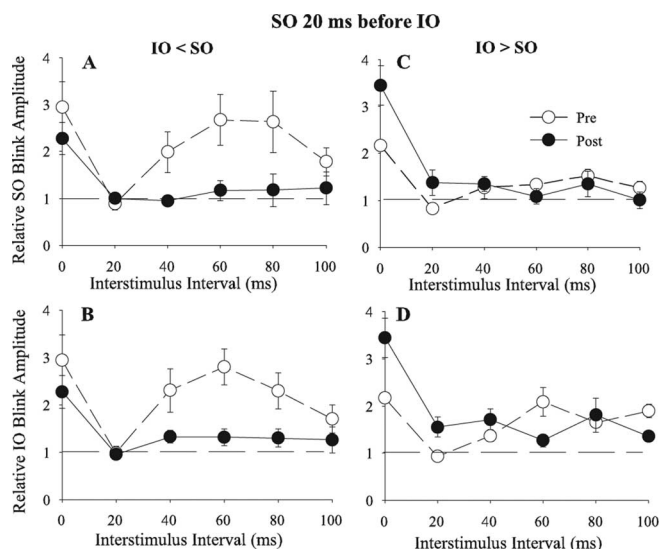 SO 20 ms before IO
IO < SO
IO > SO
A
C
Relative SO Blink Amplitude
4
3
2
1
0
0 20 40 60 80 100
Interstimulus Interval (ms)
4
3
2
1
0
Pre
Post
0 20 40 60 80 100
Interstimulus Interval (ms)
B
D
Relative IO Blink Amplitude
4
3
2
1
0
0 20 40 60 80 100
Interstimulus Interval (ms)
4
3
2
1
0
0 20 40 60 80 100
Interstimulus Interval (ms)